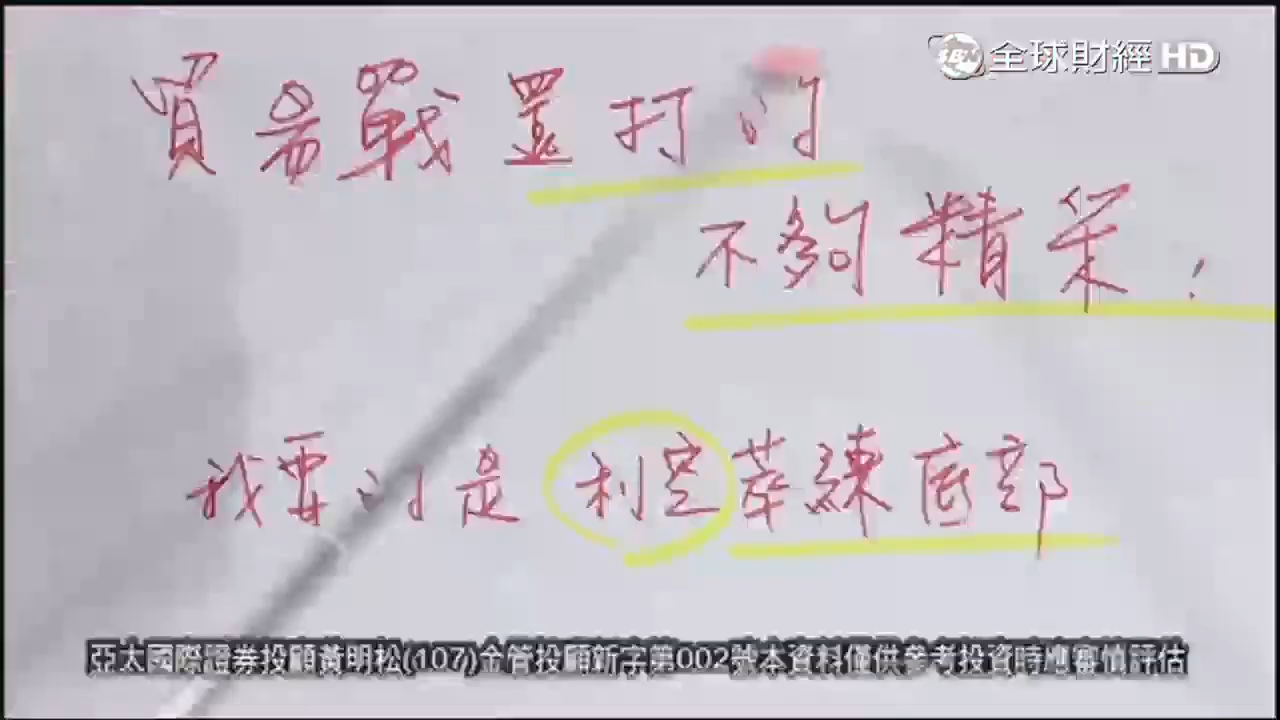 SBN 全球財經 HD
貿易戰還打的
不夠精采!
我要的是 利空萃練底部
亞太國際證券投顧黃明松(107)金管投顧新字第002號本資料僅供參考投資時應審慎評估